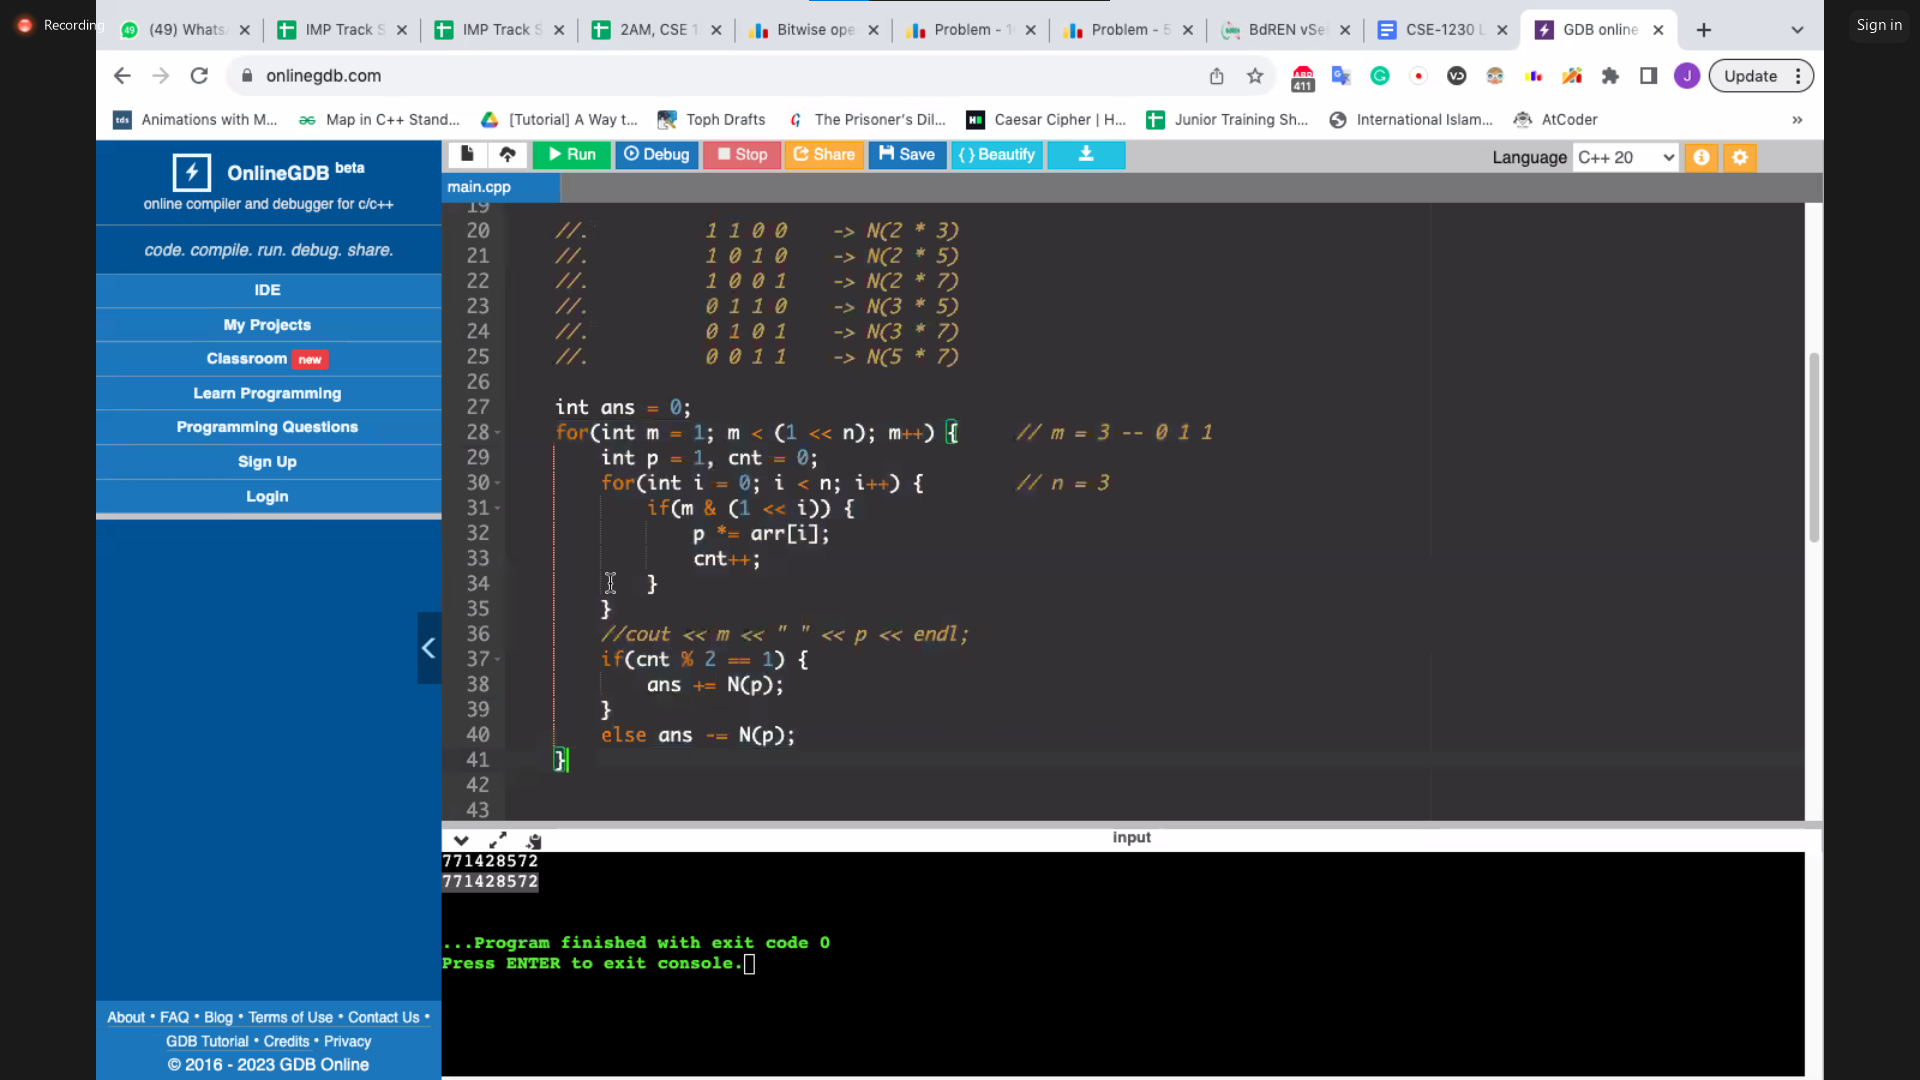 Recording
Sign in
(49) Whats
IMP Track S
IMP Track S
2AM, CSE 1
Bitwise ope
Problem - 1
Problem - 5
BdREN vSe
CSE-1230 L
GDB online
onlinegdb.com
411
J
Update
tds Animations with M...
Map in C++ Stand...
[Tutorial] A Way t...
Toph Drafts
The Prisoner's Dil...
Caesar Cipher | H...
Junior Training Sh...
International Islam...
AtCoder
»
OnlineGDB beta
online compiler and debugger for c/c++
code. compile. run. debug. share.
IDE
My Projects
Classroom new
Learn Programming
Programming Questions
Sign Up
Login
About • FAQ • Blog • Terms of Use • Contact Us •
GDB Tutorial • Credits • Privacy
© 2016 - 2023 GDB Online
Run
Debug
Stop
Share
Save
{ } Beautify
Language C++ 20
main.cpp
19
20 //. 1 1 0 0 -> N(2 * 3)
21 //. 1 0 1 0 -> N(2 * 5)
22 //. 1 0 0 1 -> N(2 * 7)
23 //. 0 1 1 0 -> N(3 * 5)
24 //. 0 1 0 1 -> N(3 * 7)
25 //. 0 0 1 1 -> N(5 * 7)
26
27 int ans = 0;
28 for(int m = 1; m < (1 << n); m++) { // m = 3 -- 0 1 1
29 int p = 1, cnt = 0;
30 for(int i = 0; i < n; i++) { // n = 3
31 if(m & (1 << i)) {
32 p *= arr[i];
33 cnt++;
34 }
35 }
36 //cout << m << " " << p << endl;
37 if(cnt % 2 == 1) {
38 ans += N(p);
39 }
40 else ans -= N(p);
41 }
42
43
input
771428572
771428572
...Program finished with exit code 0
Press ENTER to exit console.